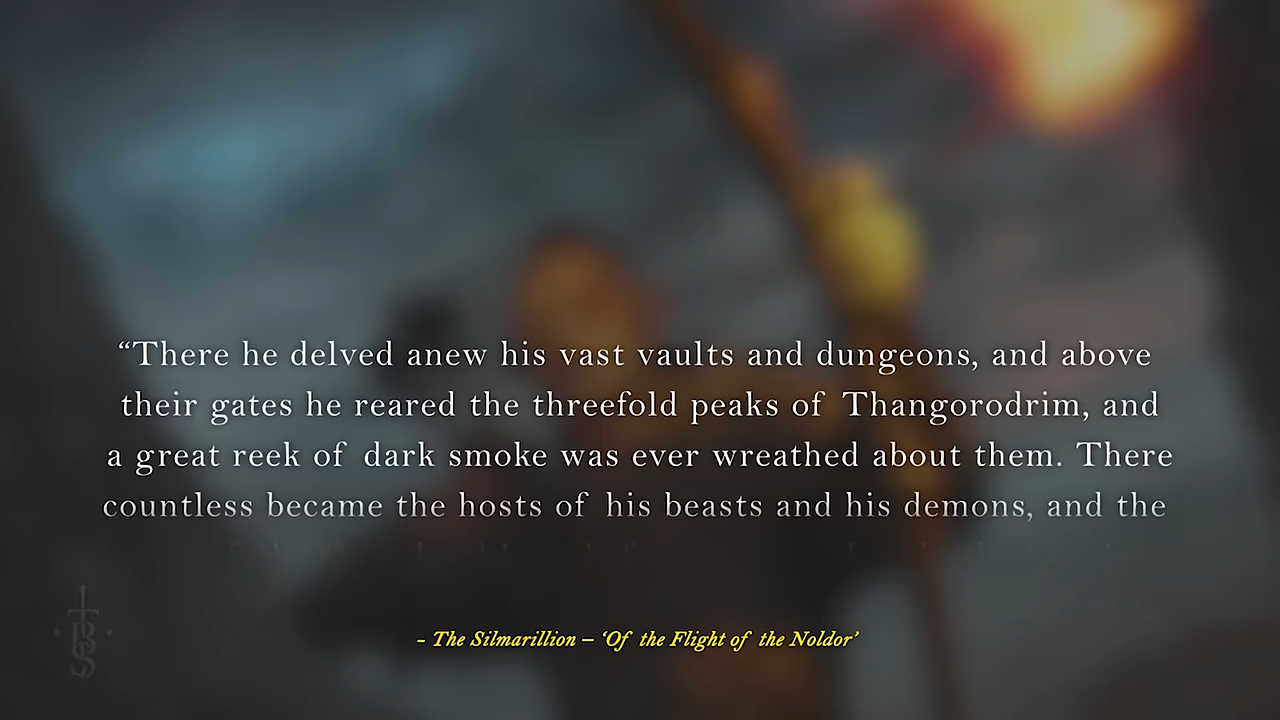 “There he delved anew his vast vaults and dungeons, and above
their gates he reared the threefold peaks of Thangorodrim, and
a great reek of dark smoke was ever wreathed about them. There
countless became the hosts of his beasts and his demons, and the
- The Silmarillion – ‘Of the Flight of the Noldor’